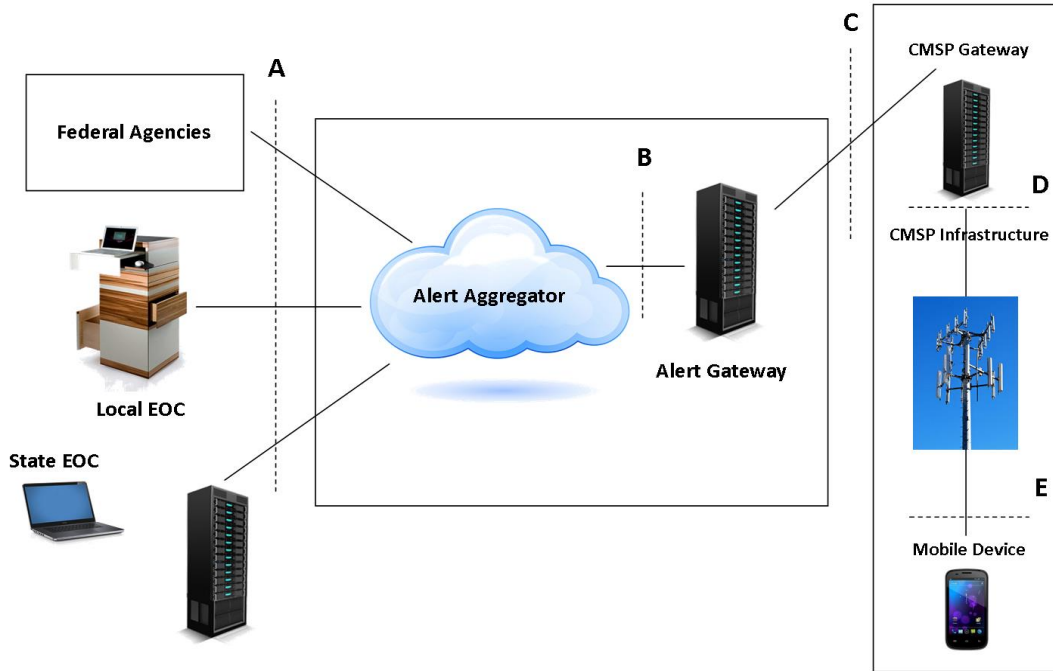 A
C
CMSP Gateway
Federal Agencies
B
D
CMSP Infrastructure
Alert Aggregator
Alert Gateway
Local EOC
State EOC
E
Mobile Device